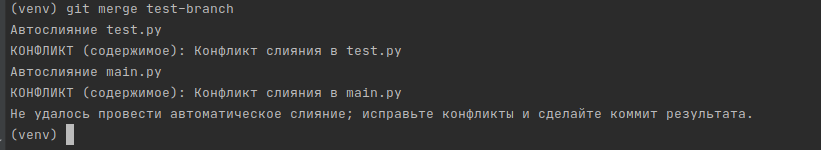 (venv) git merge test-branch
Автослияние test.py
КОНФЛИКТ (содержимое): Конфликт слияния в test.py
Автослияние main.py
КОНФЛИКТ (содержимое): Конфликт слияния в main.py
Не удалось провести автоматическое слияние; исправьте конфликты и сделайте коммит результата.
(venv)